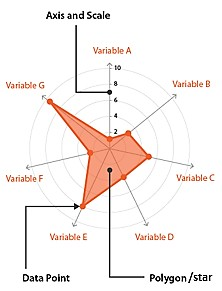 Axis and Scale
Variable A
10
8
6
4
2
Variable B
Variable G
Variable F
Variable C
Variable E
Variable D
Data Point
Polygon/star